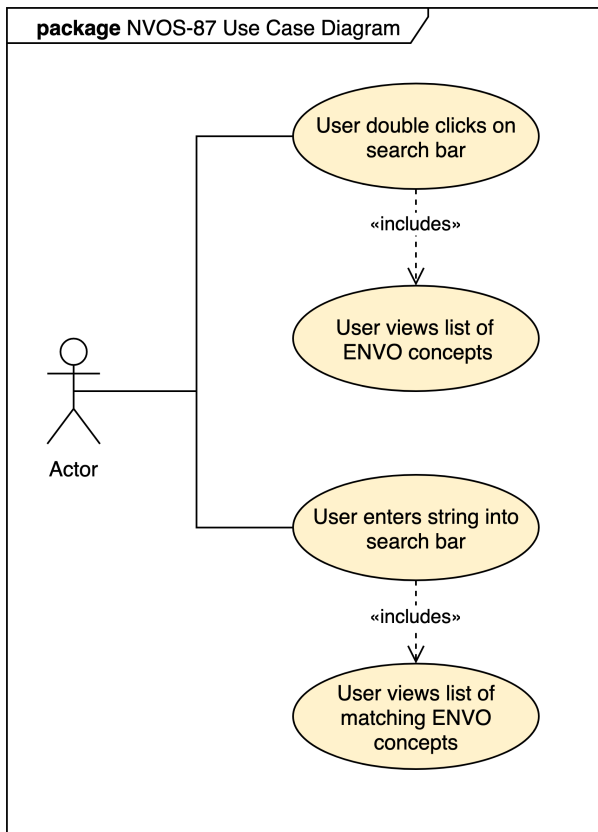 package NVOS-87 Use Case Diagram
User double clicks on
search bar
«includes»
User views list of
ENVO concepts
Actor
User enters string into
search bar
«includes»
User views list of
matching ENVO
concepts